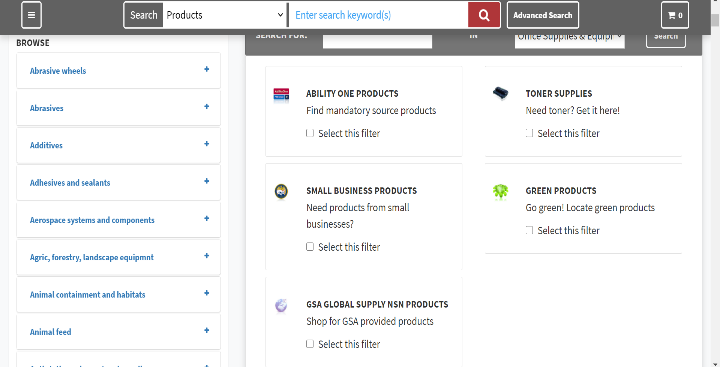 Search Products Enter search keyword(s) Advanced Search 0
BROWSE
Abrasive wheels +
Abrasives +
Additives +
Adhesives and sealants +
Aerospace systems and components +
Agric, forestry, landscape equipmnt +
Animal containment and habitats +
Animal feed +
SEARCH FOR: IN Office Supplies & Equip Search
ABILITY ONE PRODUCTS
Find mandatory source products
Select this filter
TONER SUPPLIES
Need toner? Get it here!
Select this filter
SMALL BUSINESS PRODUCTS
Need products from small
businesses?
Select this filter
GREEN PRODUCTS
Go green! Locate green products
Select this filter
GSA GLOBAL SUPPLY NSN PRODUCTS
Shop for GSA provided products
Select this filter